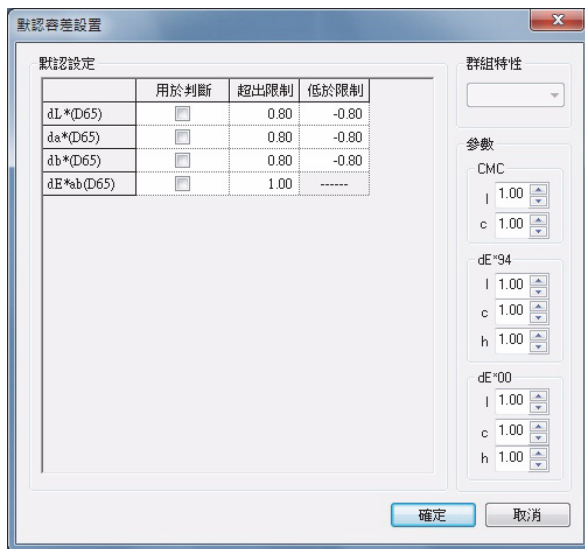 默認容差設置
默認設定
用於判斷 超出限制 低於限制
dL*(D65) 0.80 -0.80
da*(D65) 0.80 -0.80
db*(D65) 0.80 -0.80
dE*ab(D65) 1.00 ------
群組特性
參數
CMC
l 1.00
c 1.00
dE*94
l 1.00
c 1.00
h 1.00
dE*00
l 1.00
c 1.00
h 1.00
確定 取消